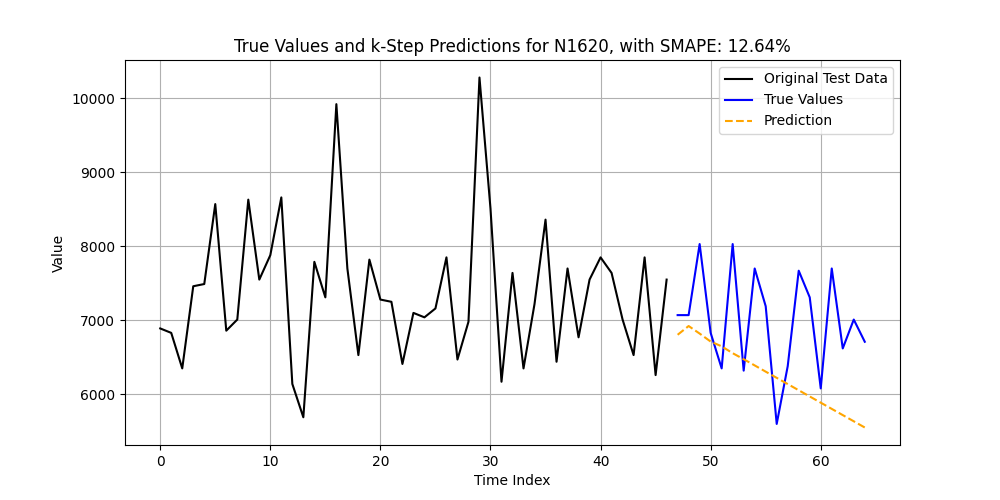 True Values and k-Step Predictions for N1620, with SMAPE: 12.64%
Original Test Data
True Values
Prediction
Value
10000
9000
8000
7000
6000
0 10 20 30 40 50 60
Time Index